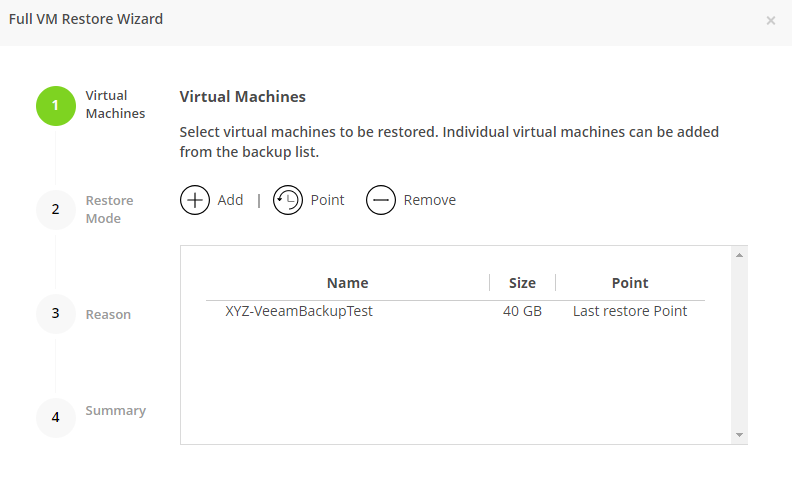 Full VM Restore Wizard ×
1 Virtual
Machines
2 Restore
Mode
3 Reason
4 Summary
Virtual Machines
Select virtual machines to be restored. Individual virtual machines can be added
from the backup list.
Add | Point Remove
Name Size Point
XYZ-VeeamBackupTest 40 GB Last restore Point